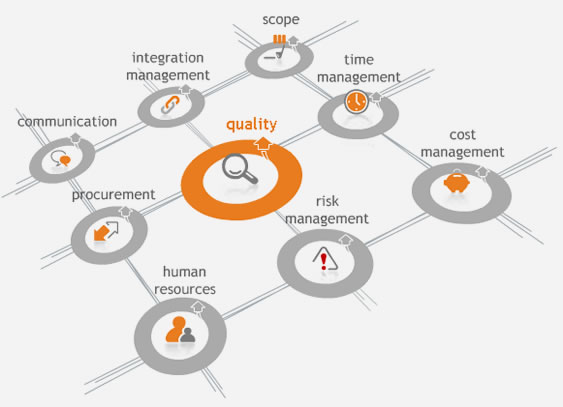 scope
integration
management
time
management
communication
quality
cost
management
procurement
risk
management
human
resources